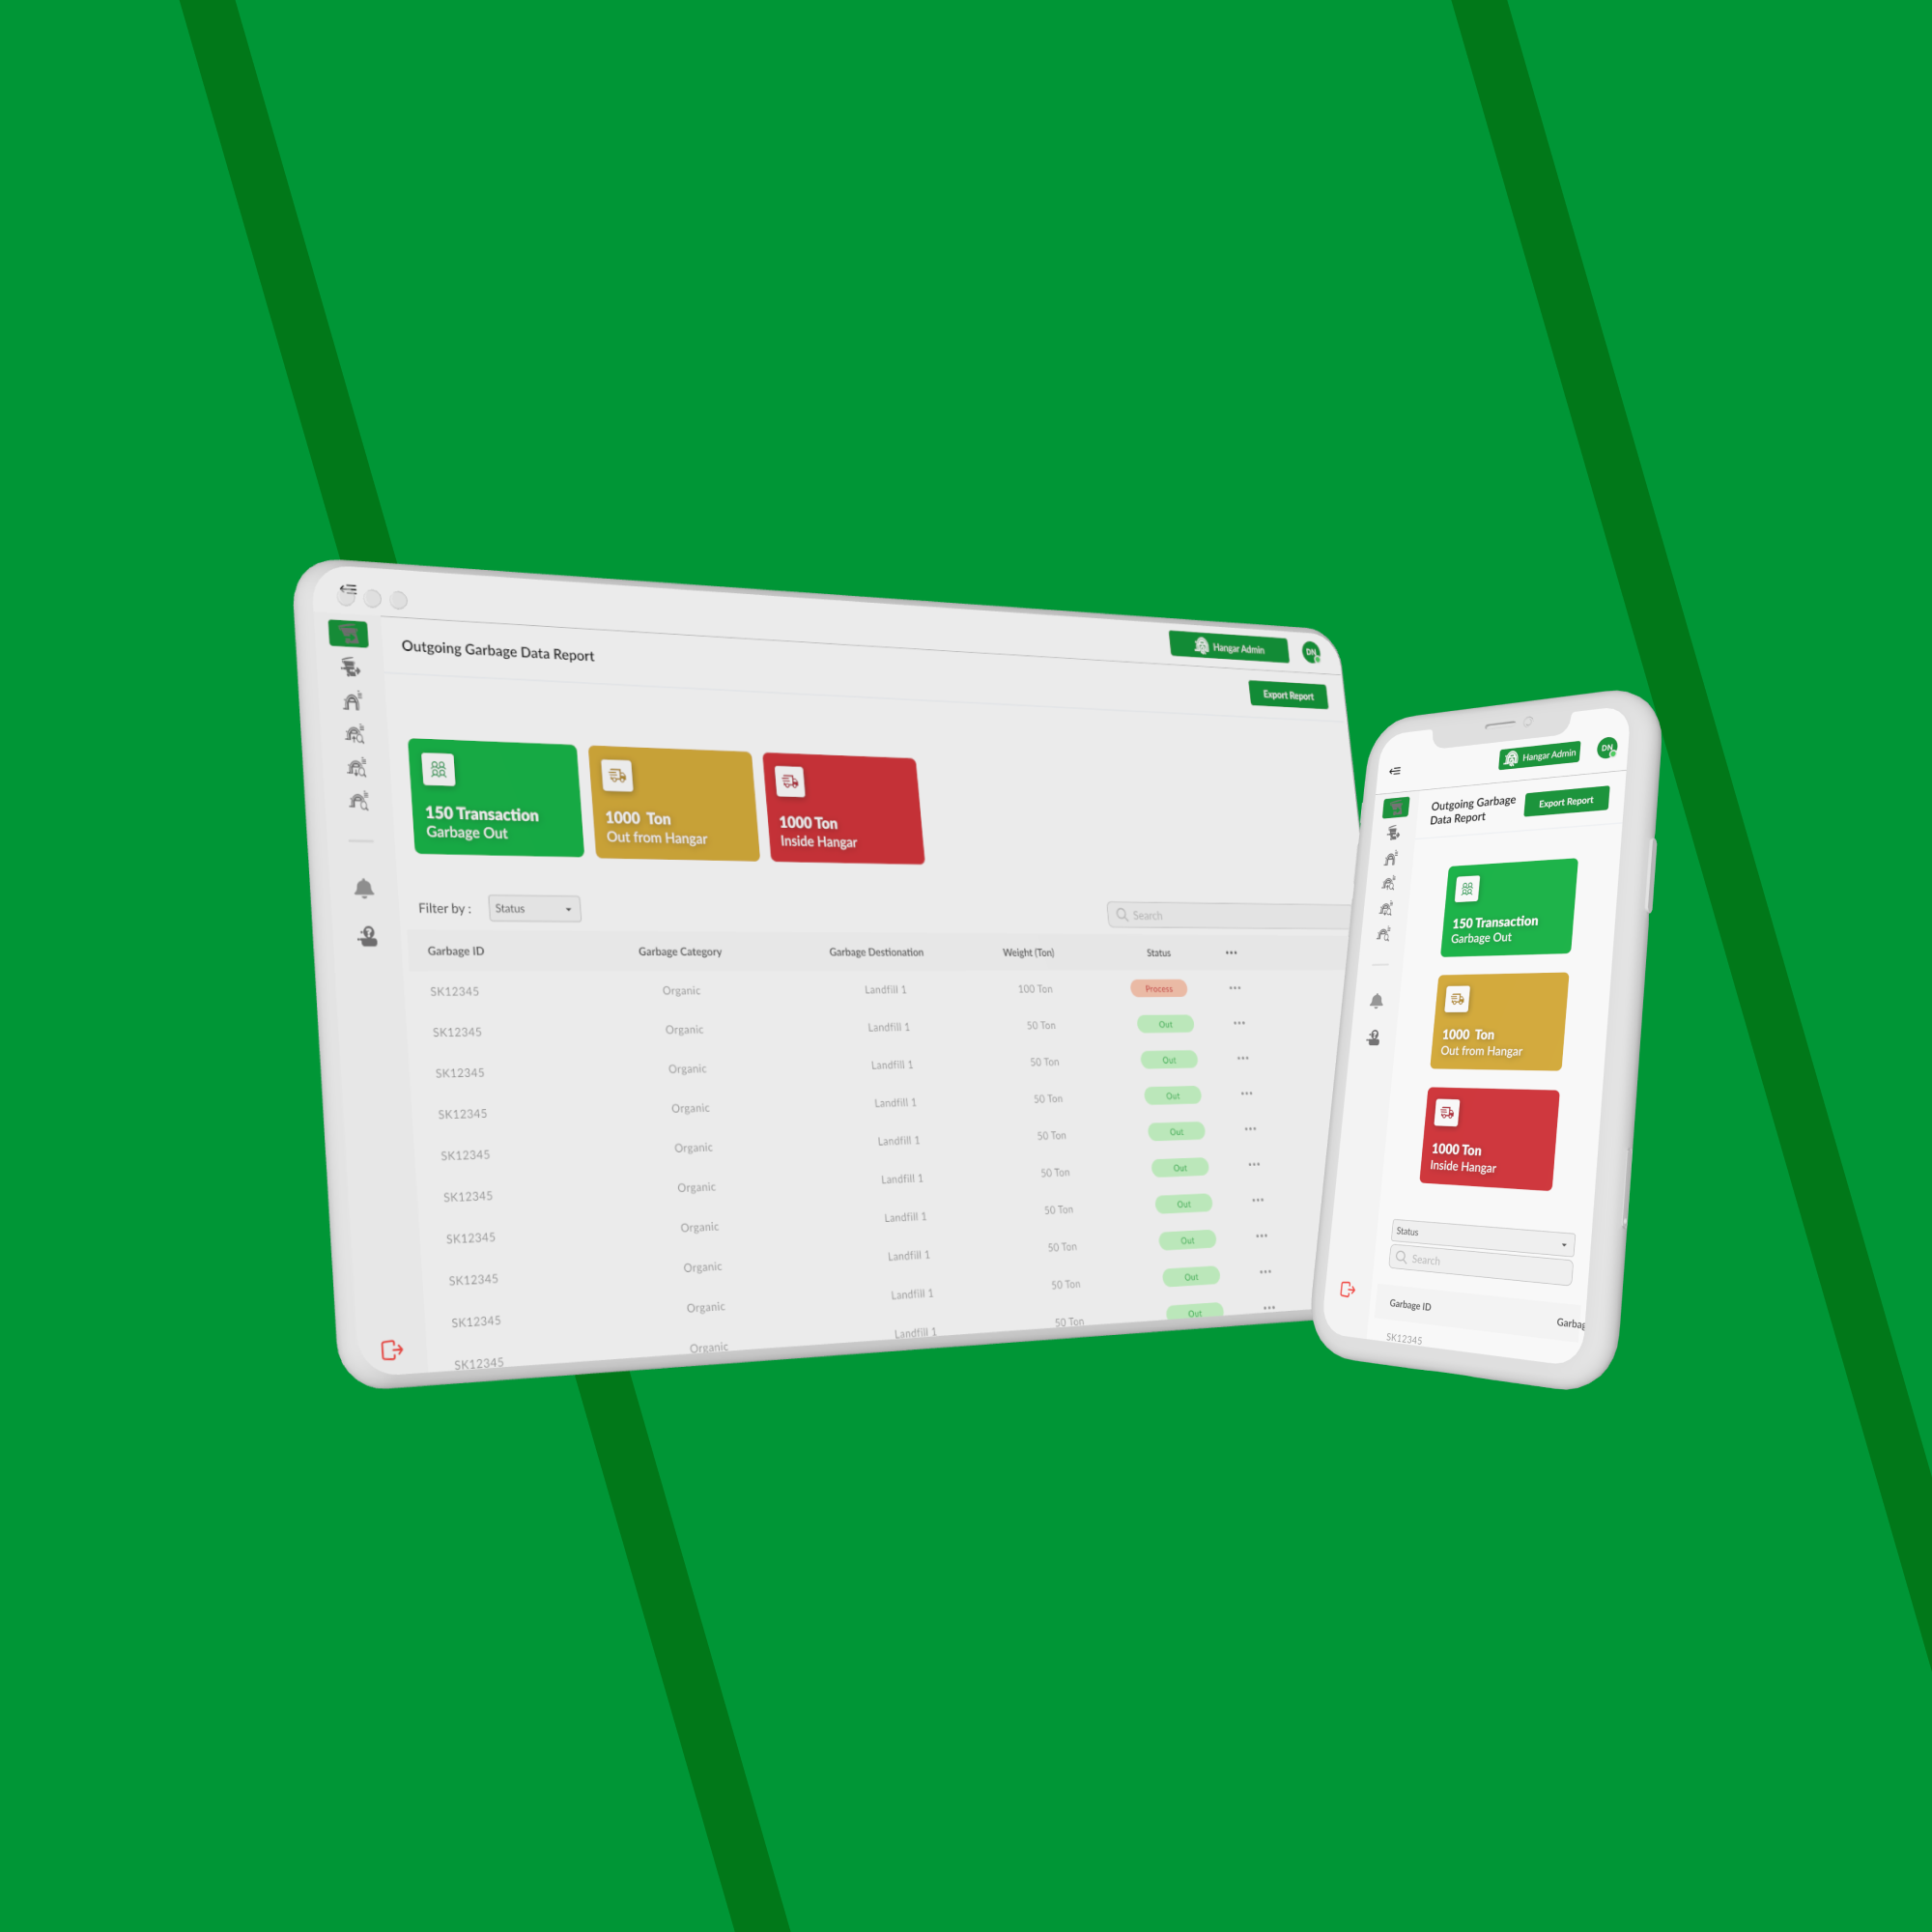 Hangar Admin
DN
Outgoing Garbage Data Report
Export Report
150 Transaction
Garbage Out
1000 Ton
Out from Hangar
1000 Ton
Inside Hangar
Filter by :
Status
Search
Garbage ID Garbage Category Garbage Destionation Weight (Ton) Status
SK12345 Organic Landfill 1 100 Ton Process
SK12345 Organic Landfill 1 50 Ton Out
SK12345 Organic Landfill 1 50 Ton Out
SK12345 Organic Landfill 1 50 Ton Out
SK12345 Organic Landfill 1 50 Ton Out
SK12345 Organic Landfill 1 50 Ton Out
SK12345 Organic Landfill 1 50 Ton Out
SK12345 Organic Landfill 1 50 Ton Out
SK12345 Organic Landfill 1 50 Ton Out
SK12345 Organic Landfill 1 50 Ton Out
Hangar Admin
DN
Outgoing Garbage
Data Report
Export Report
150 Transaction
Garbage Out
1000 Ton
Out from Hangar
1000 Ton
Inside Hangar
Status
Search
Garbage ID Garbag
SK12345